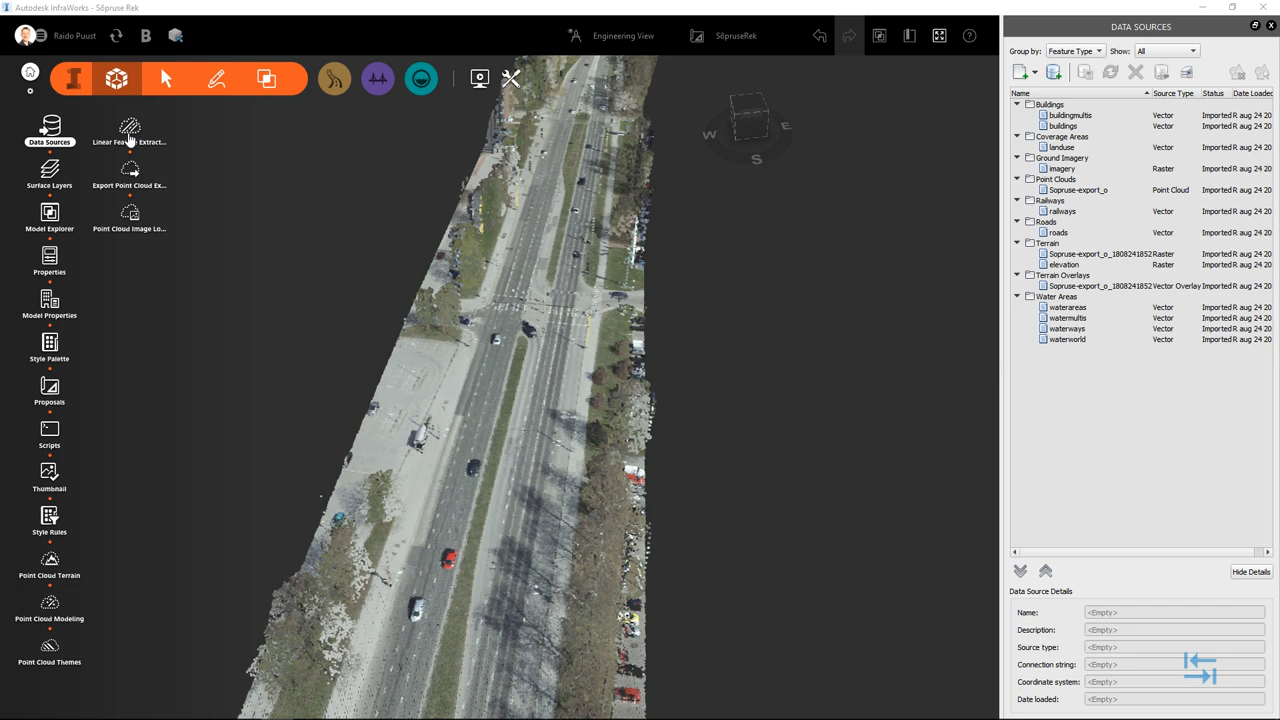 Autodesk InfraWorks - Sõpruse Rek
Raido Puust
B
Engineering View
SõpruseRek
DATA SOURCES
Group by: Feature Type Show: All
Name Source Type Status Date Loaded
Buildings
buildingmultis Vector Imported R aug 24 20
buildings Vector Imported R aug 24 20
Coverage Areas
landuse Vector Imported R aug 24 20
Ground Imagery
imagery Raster Imported R aug 24 20
Point Clouds
Sopruse-export_o Point Cloud Imported R aug 24 20
Railways
railways Vector Imported R aug 24 20
Roads
roads Vector Imported R aug 24 20
Terrain
Sopruse-export_o_1808241852 Raster Imported R aug 24 20
elevation Raster Imported R aug 24 20
Terrain Overlays
Sopruse-export_o_1808241852 Vector Overlay Imported R aug 24 20
Water Areas
waterareas Vector Imported R aug 24 20
watermultis Vector Imported R aug 24 20
waterways Vector Imported R aug 24 20
waterworld Vector Imported R aug 24 20
Hide Details
Data Source Details
Name: <Empty>
Description: <Empty>
Source type: <Empty>
Connection string: <Empty>
Coordinate system: <Empty>
Date loaded: <Empty>
Data Sources
Surface Layers
Model Explorer
Properties
Model Properties
Style Palette
Proposals
Scripts
Thumbnail
Style Rules
Point Cloud Terrain
Point Cloud Modeling
Point Cloud Themes
Linear Extract...
Export Point Cloud Ex...
Point Cloud Image Lo...
W E
S